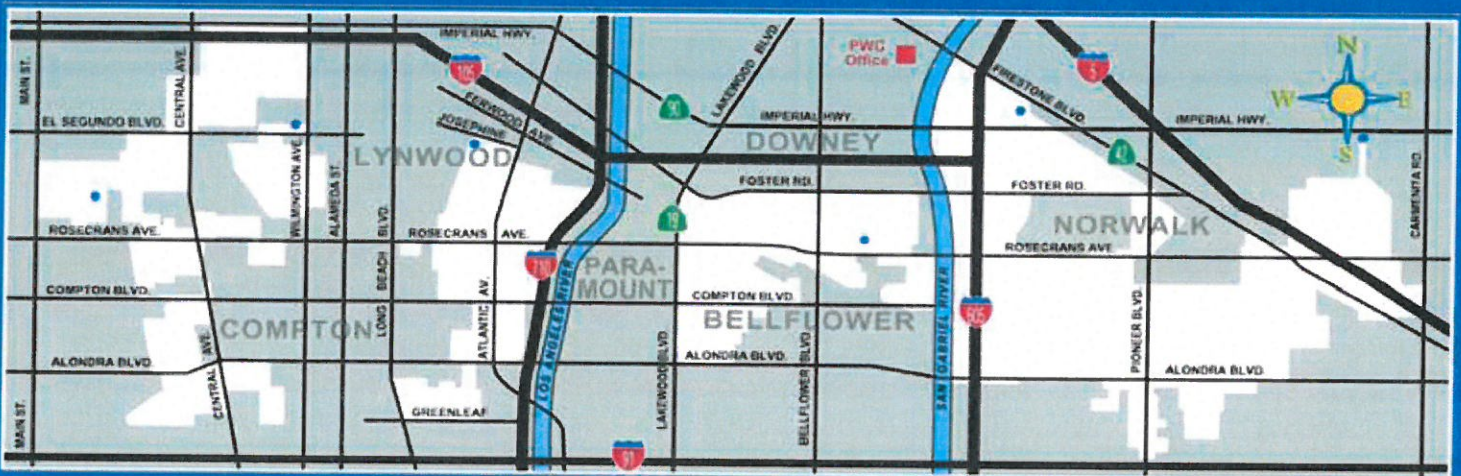 IMPERIAL HWY.
LAKEWOOD BLVD.
PWC
Office
N
W E
S
105
5
MAIN ST.
CENTRAL AVE.
FERWOOD AVE.
JOSEPHINE
90
FIRESTONE BLVD.
EL SEGUNDO BLVD.
IMPERIAL HWY.
IMPERIAL HWY.
LYNWOOD
DOWNEY
42
WILMINGTON AVE.
ALAMEDA ST.
FOSTER RD.
FOSTER RD.
CARMENITA RD.
LONG BEACH BLVD.
19
NORWALK
ROSECRANS AVE.
ROSECRANS AVE.
ROSECRANS AVE
710
PARA-
MOUNT
LOS ANGELES RIVER
COMPTON BLVD.
COMPTON BLVD.
605
COMPTON
BELLFLOWER
ATLANTIC AV.
SAN GABRIEL RIVER
PIONEER BLVD.
ALONDRA BLVD.
ALONDRA BLVD.
ALONDRA BLVD.
CENTRAL AVE.
LAKEWOOD BLVD
BELLFLOWER BLVD.
GREENLEAF
MAIN ST.
91